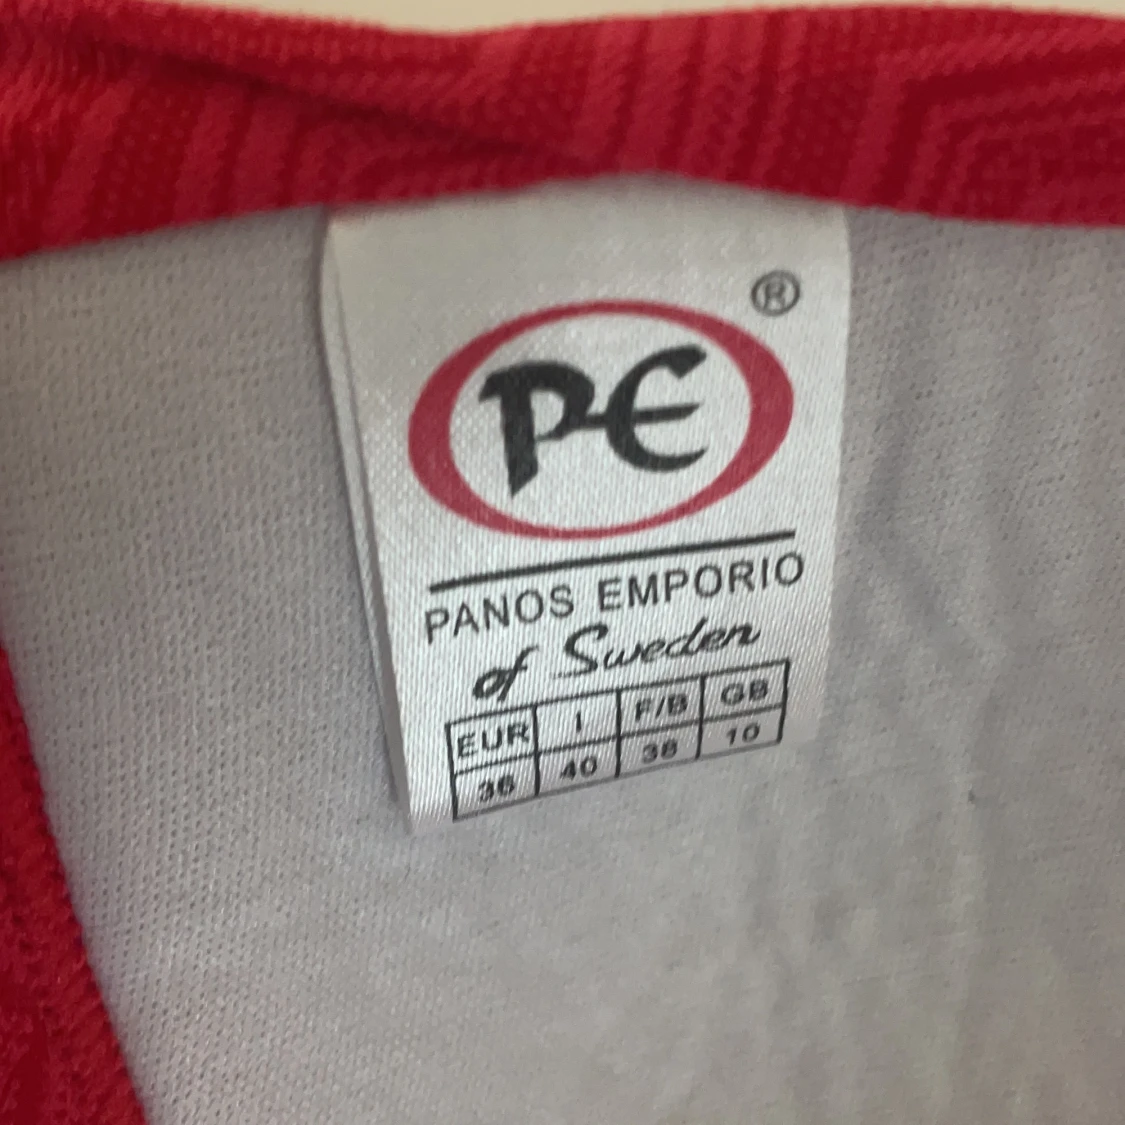 ®
PE
PANOS EMPORIO
of Sweden
EUR I F/B GB
36 40 38 10